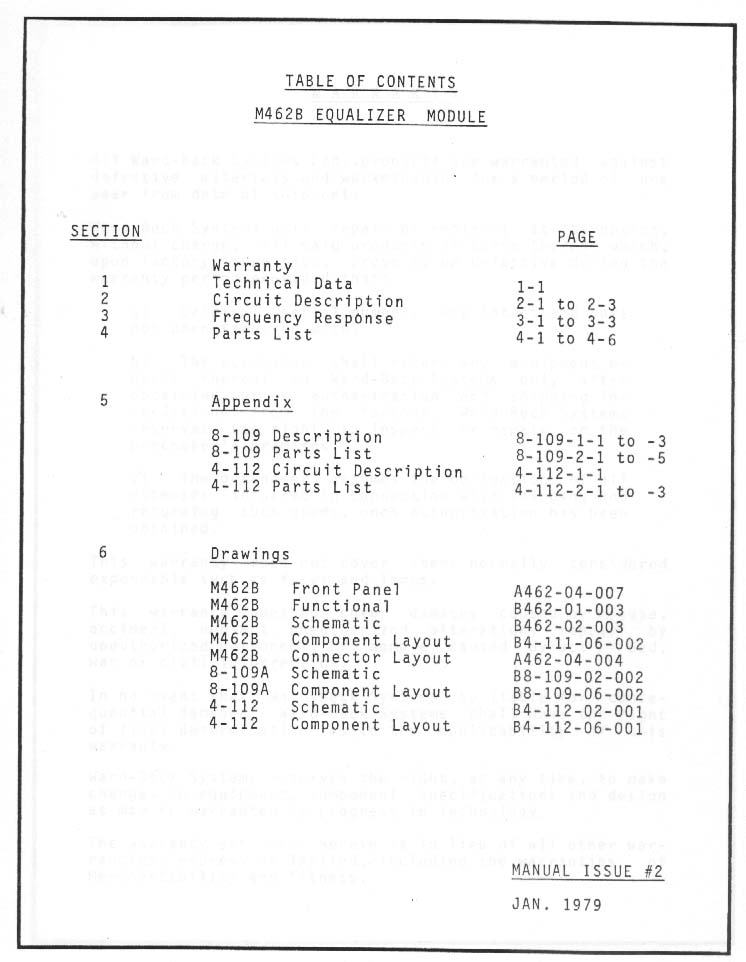 TABLE OF CONTENTS
M462B EQUALIZER MODULE
SECTION PAGE
Warranty
1 Technical Data 1-1
2 Circuit Description 2-1 to 2-3
3 Frequency Response 3-1 to 3-3
4 Parts List 4-1 to 4-6
5 Appendix
8-109 Description 8-109-1-1 to -3
8-109 Parts List 8-109-2-1 to -5
4-112 Circuit Description 4-112-1-1
4-112 Parts List 4-112-2-1 to -3
6 Drawings
M462B Front Panel A462-04-007
M462B Functional B462-01-003
M462B Schematic B462-02-003
M462B Component Layout B4-111-06-002
M462B Connector Layout A462-04-004
8-109A Schematic B8-109-02-002
8-109A Component Layout B8-109-06-002
4-112 Schematic B4-112-02-001
4-112 Component Layout B4-112-06-001
MANUAL ISSUE #2
JAN. 1979